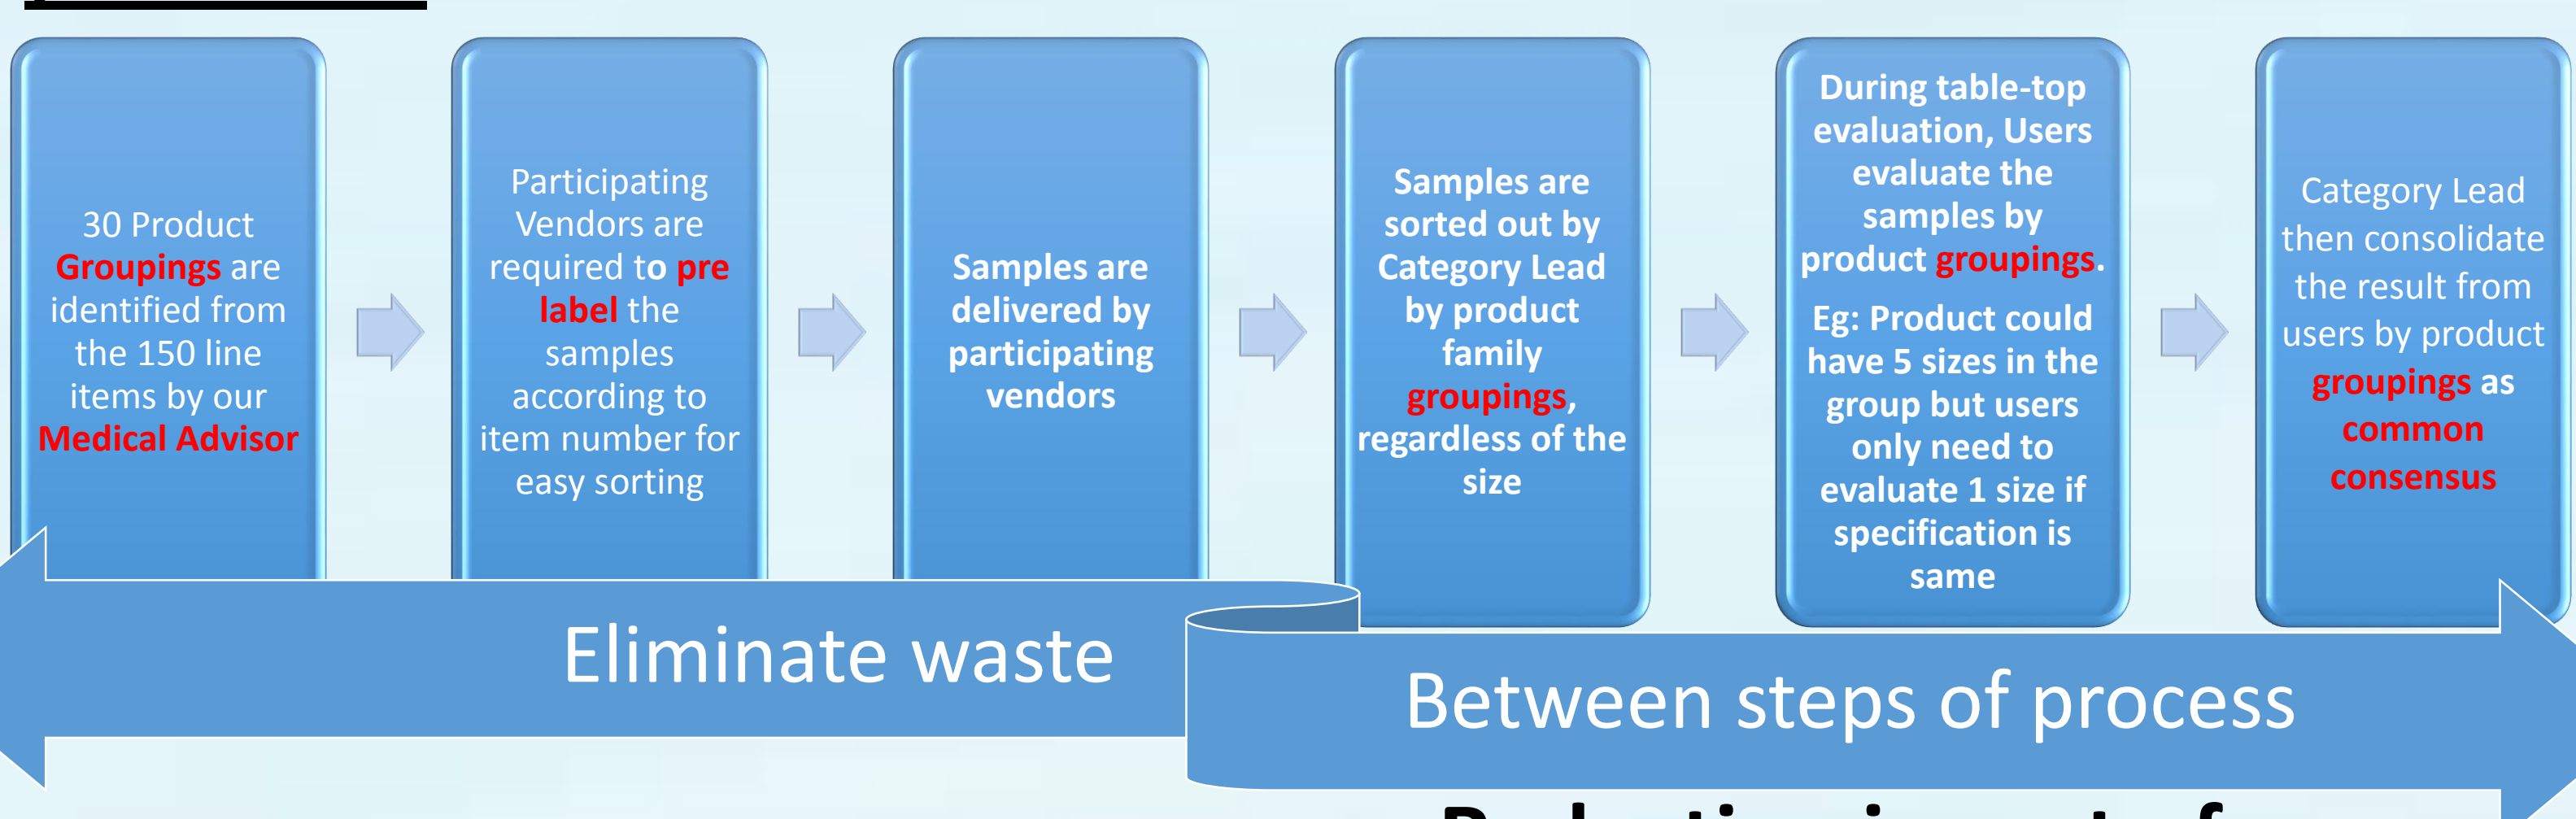 30 Product
Groupings are
identified from
the 150 line
items by our
Medical Advisor
Participating
Vendors are
required to pre
label the
samples
according to
item number for
easy sorting
Samples are
delivered by
participating
vendors
Samples are
sorted out by
Category Lead
by product
family
groupings,
regardless of the
size
During table-top
evaluation, Users
evaluate the
samples by
product groupings.
Eg: Product could
have 5 sizes in the
group but users
only need to
evaluate 1 size if
specification is
same
Category Lead
then consolidate
the result from
users by product
groupings as
common
consensus
Eliminate waste
Between steps of process